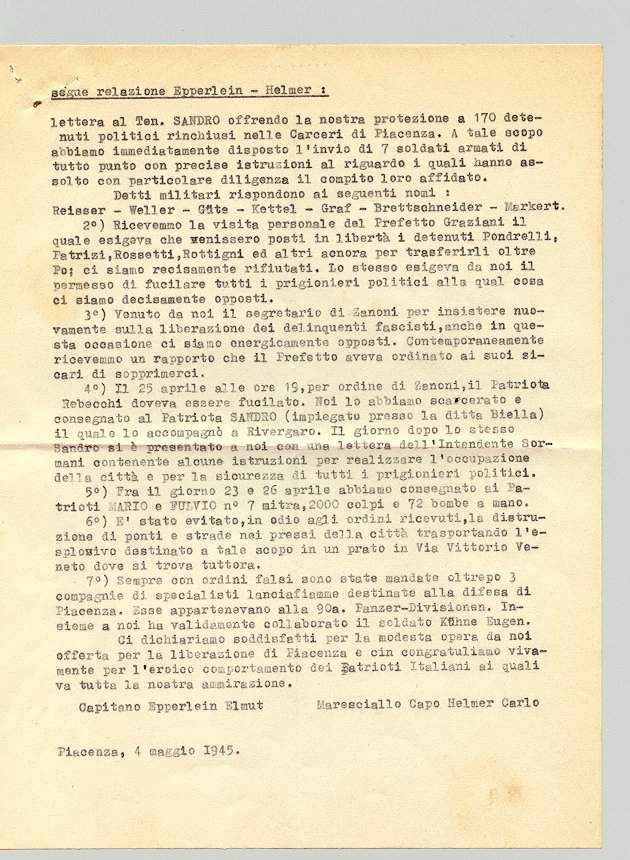 segue relazione Epperlein - Helmer :
lettera al Ten. SANDRO offrendo la nostra protezione a 170 dete-
nuti politici rinchiusi nelle Carceri di Piacenza. A tale scopo
abbiamo immediatamente disposto l'invio di 7 soldati armati di
tutto punto con precise istruzioni al riguardo i quali hanno as-
solto con particolare diligenza il compito loro affidato.
Detti militari rispondono ai seguenti nomi :
Reisser - Weller - Güte - Kettel - Graf - Brettschneider - Markert.
2°) Ricevemmo la visita personale del Prefetto Graziani il
quale esigeva che venissero posti in libertà i detenuti Pondrelli,
Patrizi,Rossetti,Rottigni ed altri acnora per trasferirli oltre
Po; ci siamo recisamente rifiutati. Lo stesso esigeva da noi il
permesso di fucilare tutti i prigionieri politici alla qual cosa
ci siamo decisamente opposti.
3°) Venuto da noi il segretario di Zanoni per insistere nuo-
vamente sulla liberazione dei delinquenti fascisti,anche in que-
sta occasione ci siamo energicamente opposti. Contemporaneamente
ricevemmo un rapporto che il Prefetto aveva ordinato ai suoi si-
cari di sopprimerci.
4°) Il 25 aprile alle ore 19,per ordine di Zanoni,il Patriota
Rebecchi doveva essere fucilato. Noi lo abbiamo scarcerato e
consegnato al Patriota SANDRO (impiegato presso la ditta Biella)
il quale lo accompagnò a Rivergaro. Il giorno dopo lo stesso
Sandro si è presentato a noi con una lettera dell'Intendente Sor-
mani contenente alcune istruzioni per realizzare l'occupazione
della città e per la sicurezza di tutti i prigionieri politici.
5°) Fra il giorno 23 e 26 aprile abbiamo consegnato ai Pa-
trioti MARIO e FULVIO n° 7 mitra,2000 colpi e 72 bombe a mano.
6°) E' stato evitato,in odio agli ordini ricevuti,la distru-
zione di ponti e strade nei pressi della città trasportando l'e-
splosivo destinato a tale scopo in un prato in Via Vittorio Ve-
neto dove si trova tuttora.
7°) Sempre con ordini falsi sono state mandate oltrepo 3
compagnie di specialisti lanciafiamme destinate alla difesa di
Piacenza. Esse appartenevano alla 90a. Panzer-Divisionen. In-
sieme a noi ha validamente collaborato il soldato Kühne Eugen.
Ci dichiariamo soddisfatti per la modesta opera da noi
offerta per la liberazione di Piacenza e cin congratuliamo viva-
mente per l'eroico comportamento dei Patrioti Italiani ai quali
va tutta la nostra ammirazione.
Capitano Epperlein Elmut Maresciallo Capo Helmer Carlo
Piacenza, 4 maggio 1945.